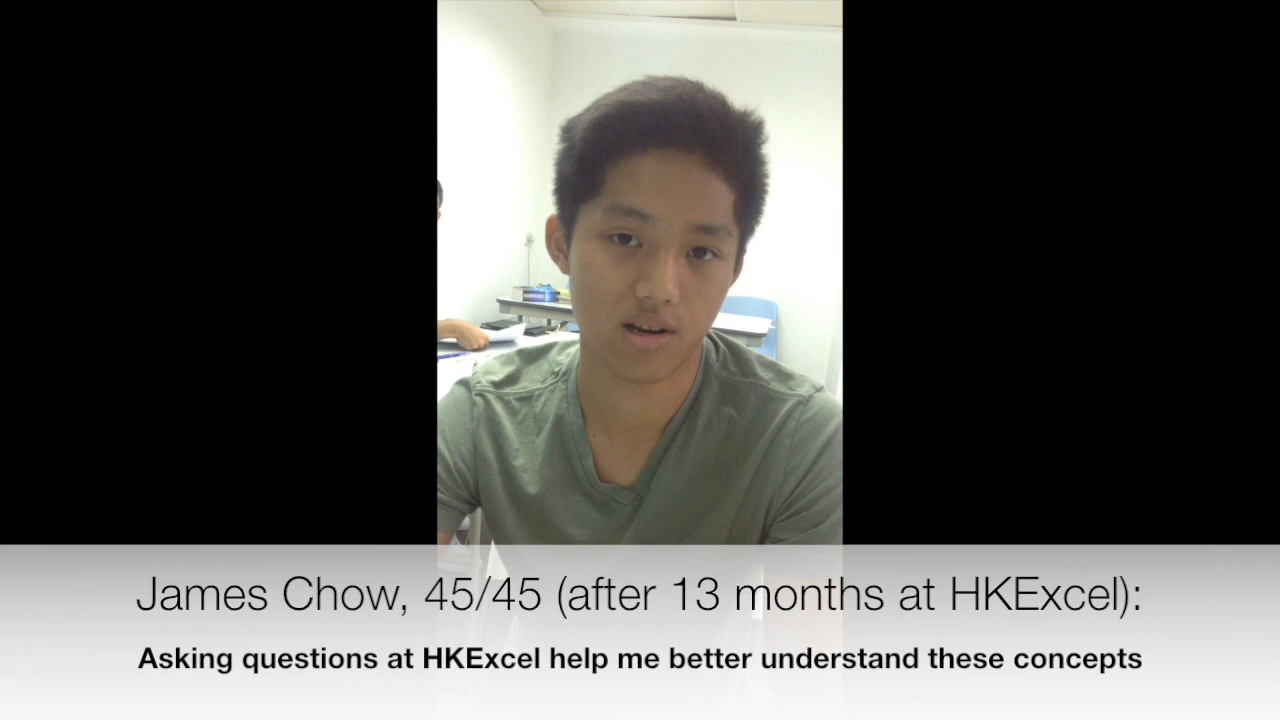 James Chow, 45/45 (after 13 months at HKExcel):
Asking questions at HKExcel help me better understand these concepts